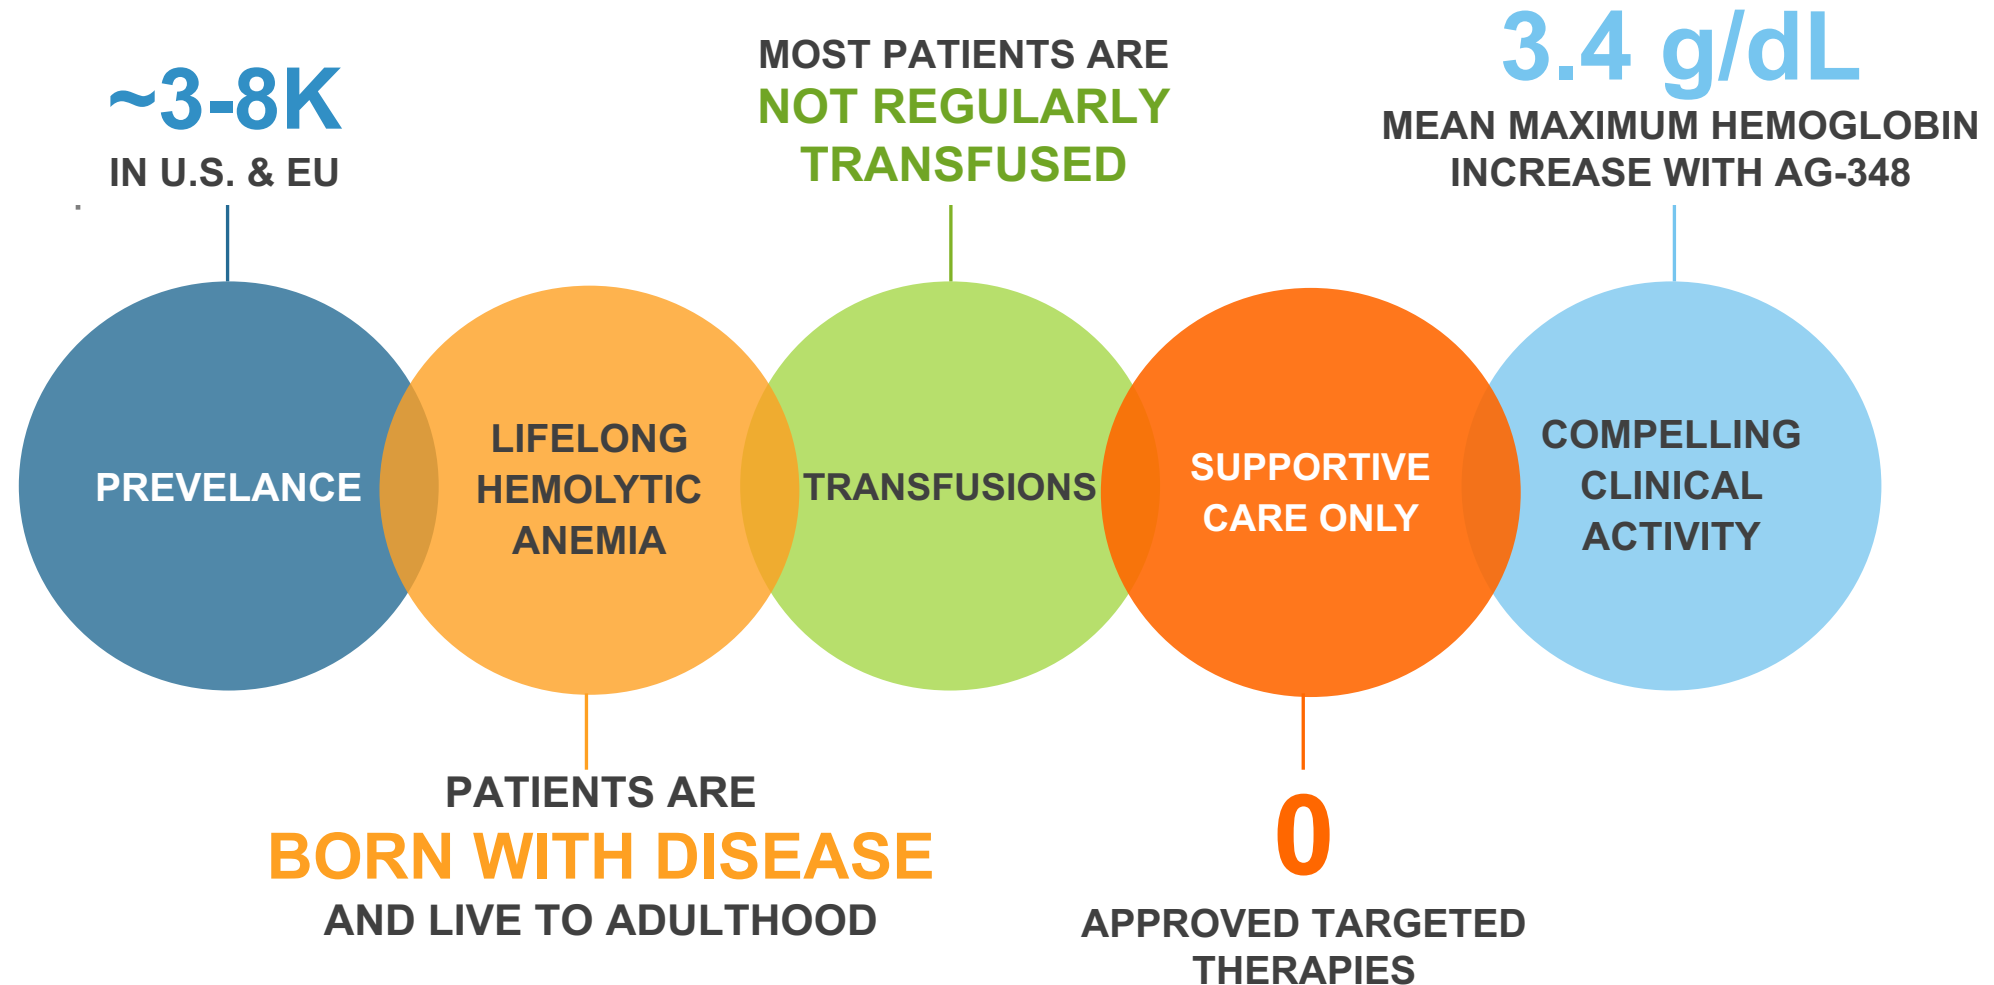 ~3-8K
IN U.S. & EU
.
MOST PATIENTS ARE
NOT REGULARLY
TRANSFUSED
3.4 g/dL
MEAN MAXIMUM HEMOGLOBIN
INCREASE WITH AG-348
PREVELANCE
LIFELONG
HEMOLYTIC
ANEMIA
TRANSFUSIONS
SUPPORTIVE
CARE ONLY
COMPELLING
CLINICAL
ACTIVITY
PATIENTS ARE
BORN WITH DISEASE
AND LIVE TO ADULTHOOD
0
APPROVED TARGETED
THERAPIES